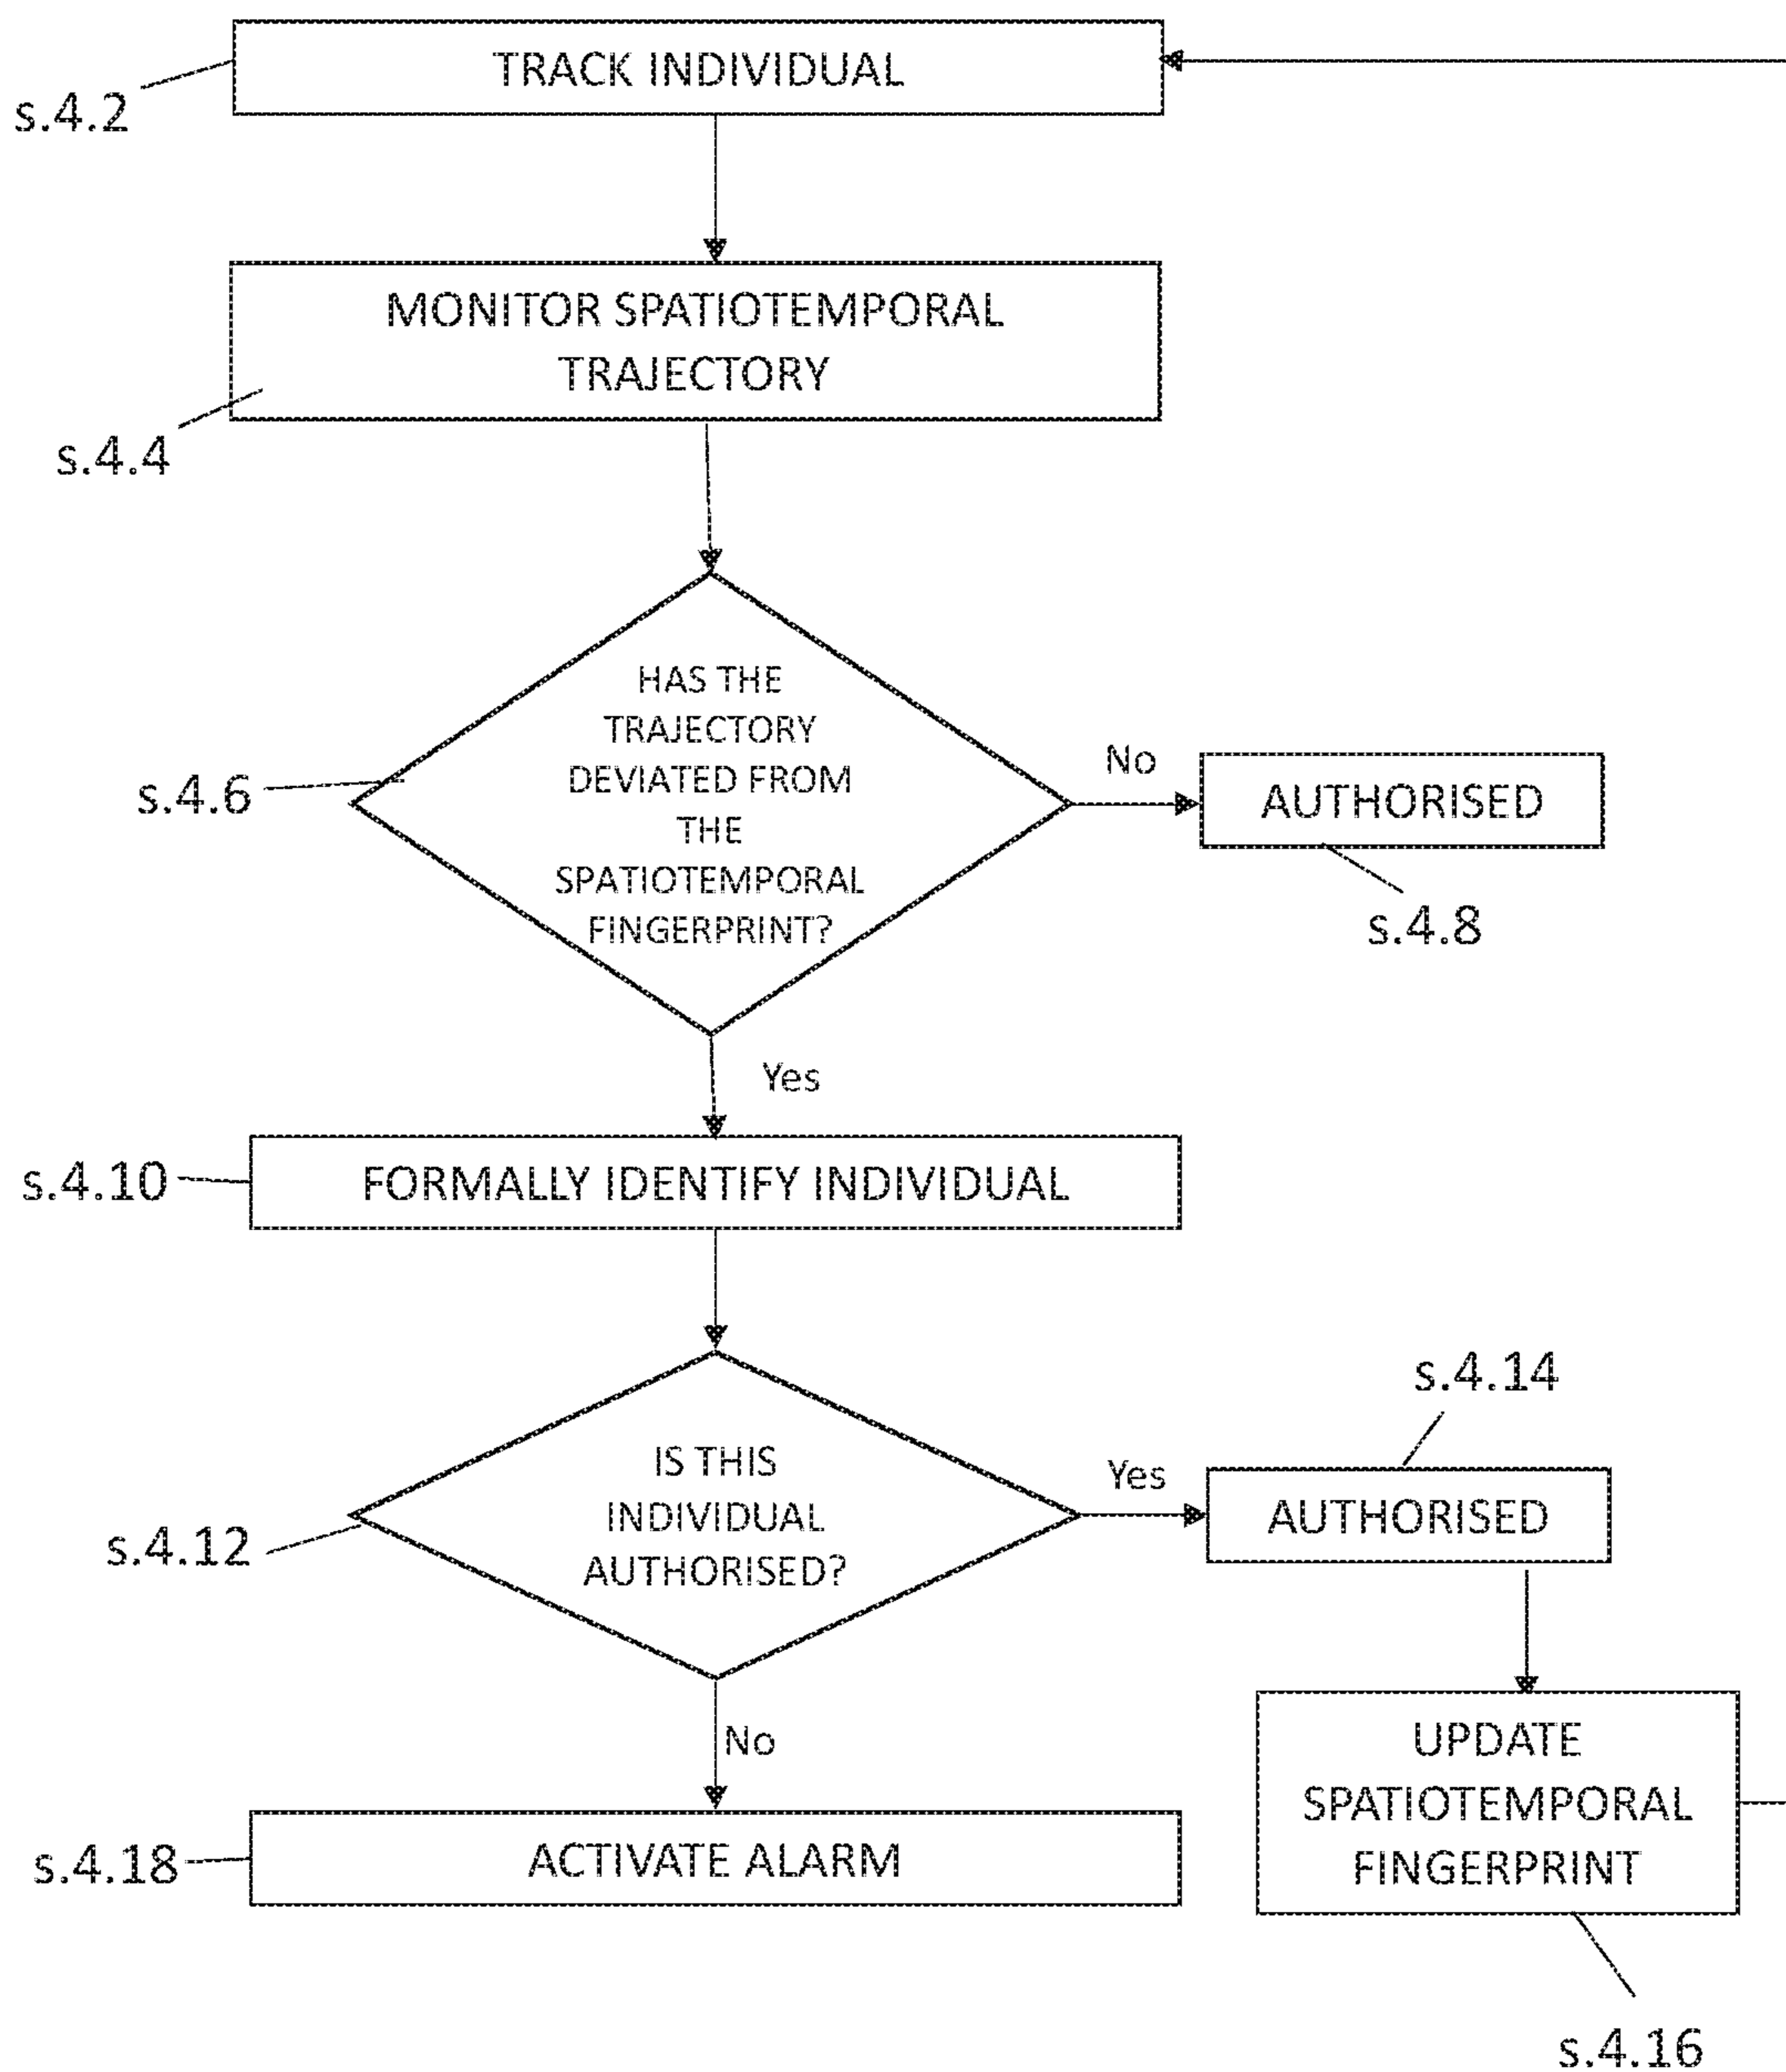 TRACK INDIVIDUAL
s.4.2
MONITOR SPATIOTEMPORAL
TRAJECTORY
s.4.4
HAS THE
TRAJECTORY
DEVIATED FROM
THE
SPATIOTEMPORAL
FINGERPRINT?
s.4.6
No
AUTHORISED
s.4.8
Yes
FORMALLY IDENTIFY INDIVIDUAL
s.4.10
IS THIS
INDIVIDUAL
AUTHORISED?
s.4.12
Yes
s.4.14
AUTHORISED
No
UPDATE
SPATIOTEMPORAL
FINGERPRINT
s.4.16
ACTIVATE ALARM
s.4.18